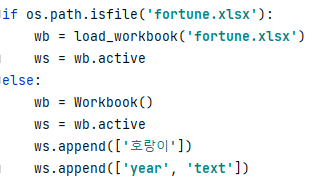 if os.path.isfile('fortune.xlsx'):
    wb = load_workbook('fortune.xlsx')
    ws = wb.active
else:
    wb = Workbook()
    ws = wb.active
    ws.append(['호랑이'])
    ws.append(['year', 'text'])